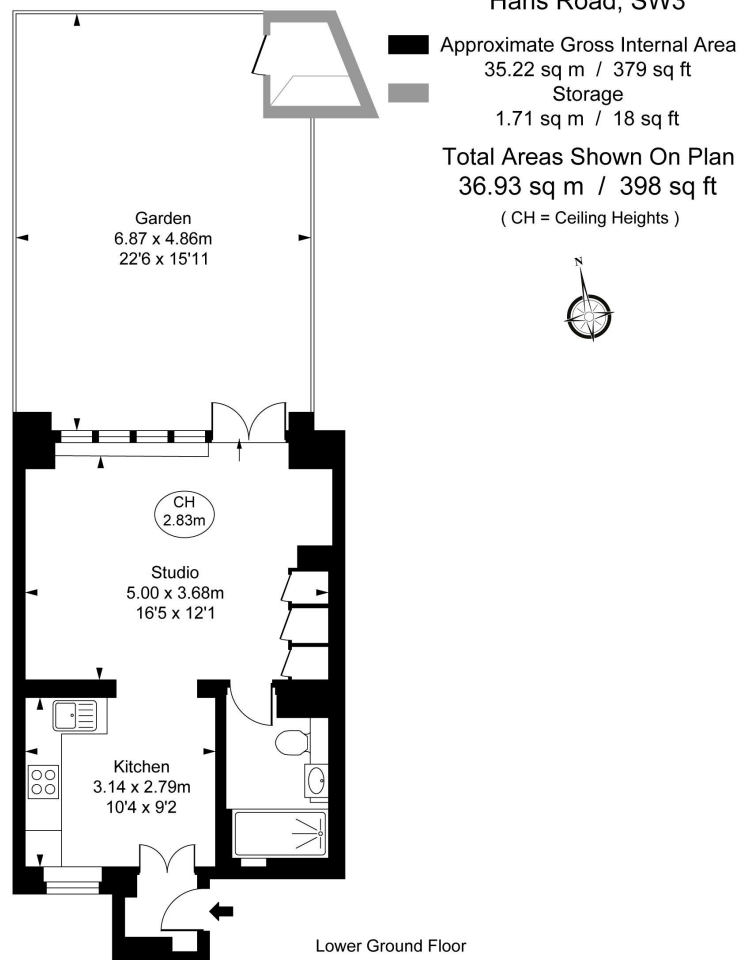 Hans Road, SW3
Approximate Gross Internal Area
35.22 sq m / 379 sq ft
Storage
1.71 sq m / 18 sq ft
Total Areas Shown On Plan
36.93 sq m / 398 sq ft
( CH = Ceiling Heights )
N
Garden
6.87 x 4.86m
22'6 x 15'11
CH
2.83m
Studio
5.00 x 3.68m
16'5 x 12'1
Kitchen
3.14 x 2.79m
10'4 x 9'2
Lower Ground Floor